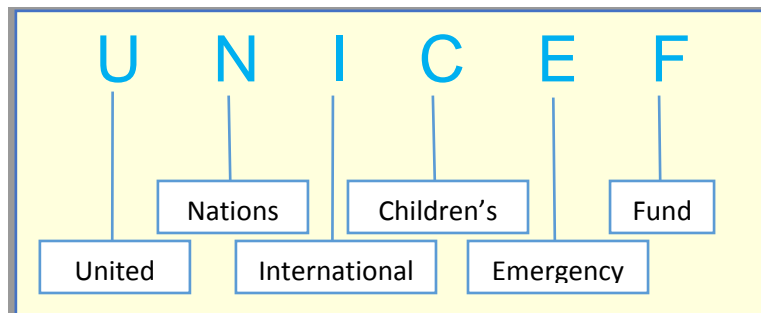 U N I C E F
Nations Children’s Fund
United International Emergency